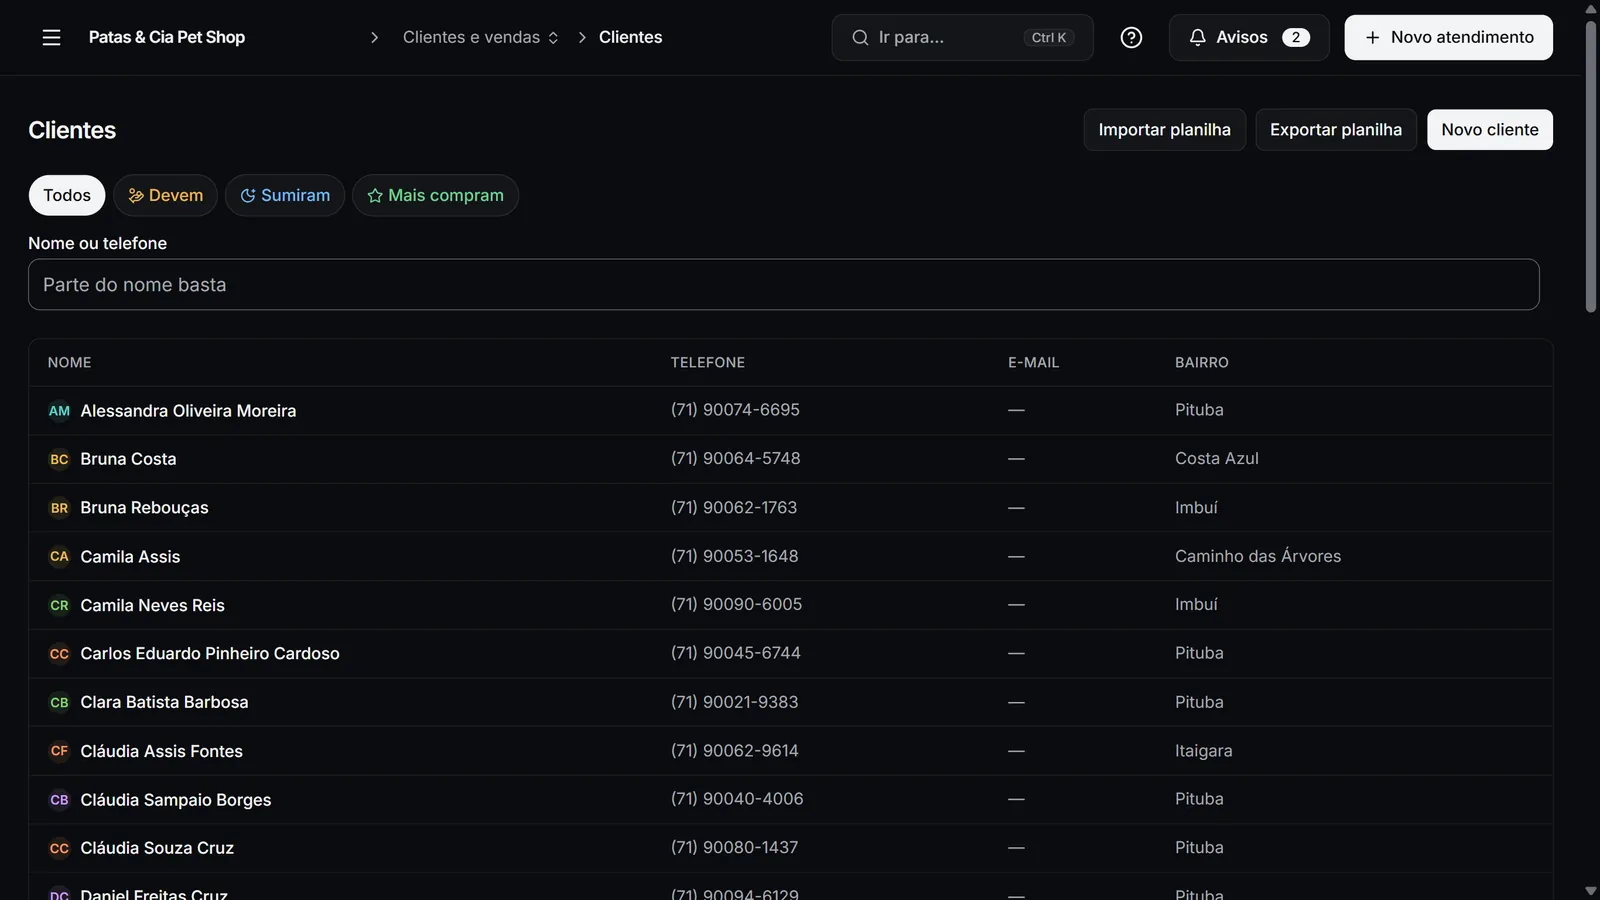 Patas & Cia Pet Shop
Clientes e vendas
Clientes
Ir para...
Ctrl K
Avisos 2
Novo atendimento
Clientes
Importar planilha
Exportar planilha
Novo cliente
Todos
Devem
Sumiram
Mais compram
Nome ou telefone
Parte do nome basta
NOME TELEFONE E-MAIL BAIRRO
AM Alessandra Oliveira Moreira (71) 90074-6695 — Pituba
BC Bruna Costa (71) 90064-5748 — Costa Azul
BR Bruna Rebouças (71) 90062-1763 — Imbuí
CA Camila Assis (71) 90053-1648 — Caminho das Árvores
CR Camila Neves Reis (71) 90090-6005 — Imbuí
CC Carlos Eduardo Pinheiro Cardoso (71) 90045-6744 — Pituba
CB Clara Batista Barbosa (71) 90021-9383 — Pituba
CF Cláudia Assis Fontes (71) 90062-9614 — Itaigara
CB Cláudia Sampaio Borges (71) 90040-4006 — Pituba
CC Cláudia Souza Cruz (71) 90080-1437 — Pituba
DC Daniel Freitas Cruz (71) 90094-6129 — Pituba